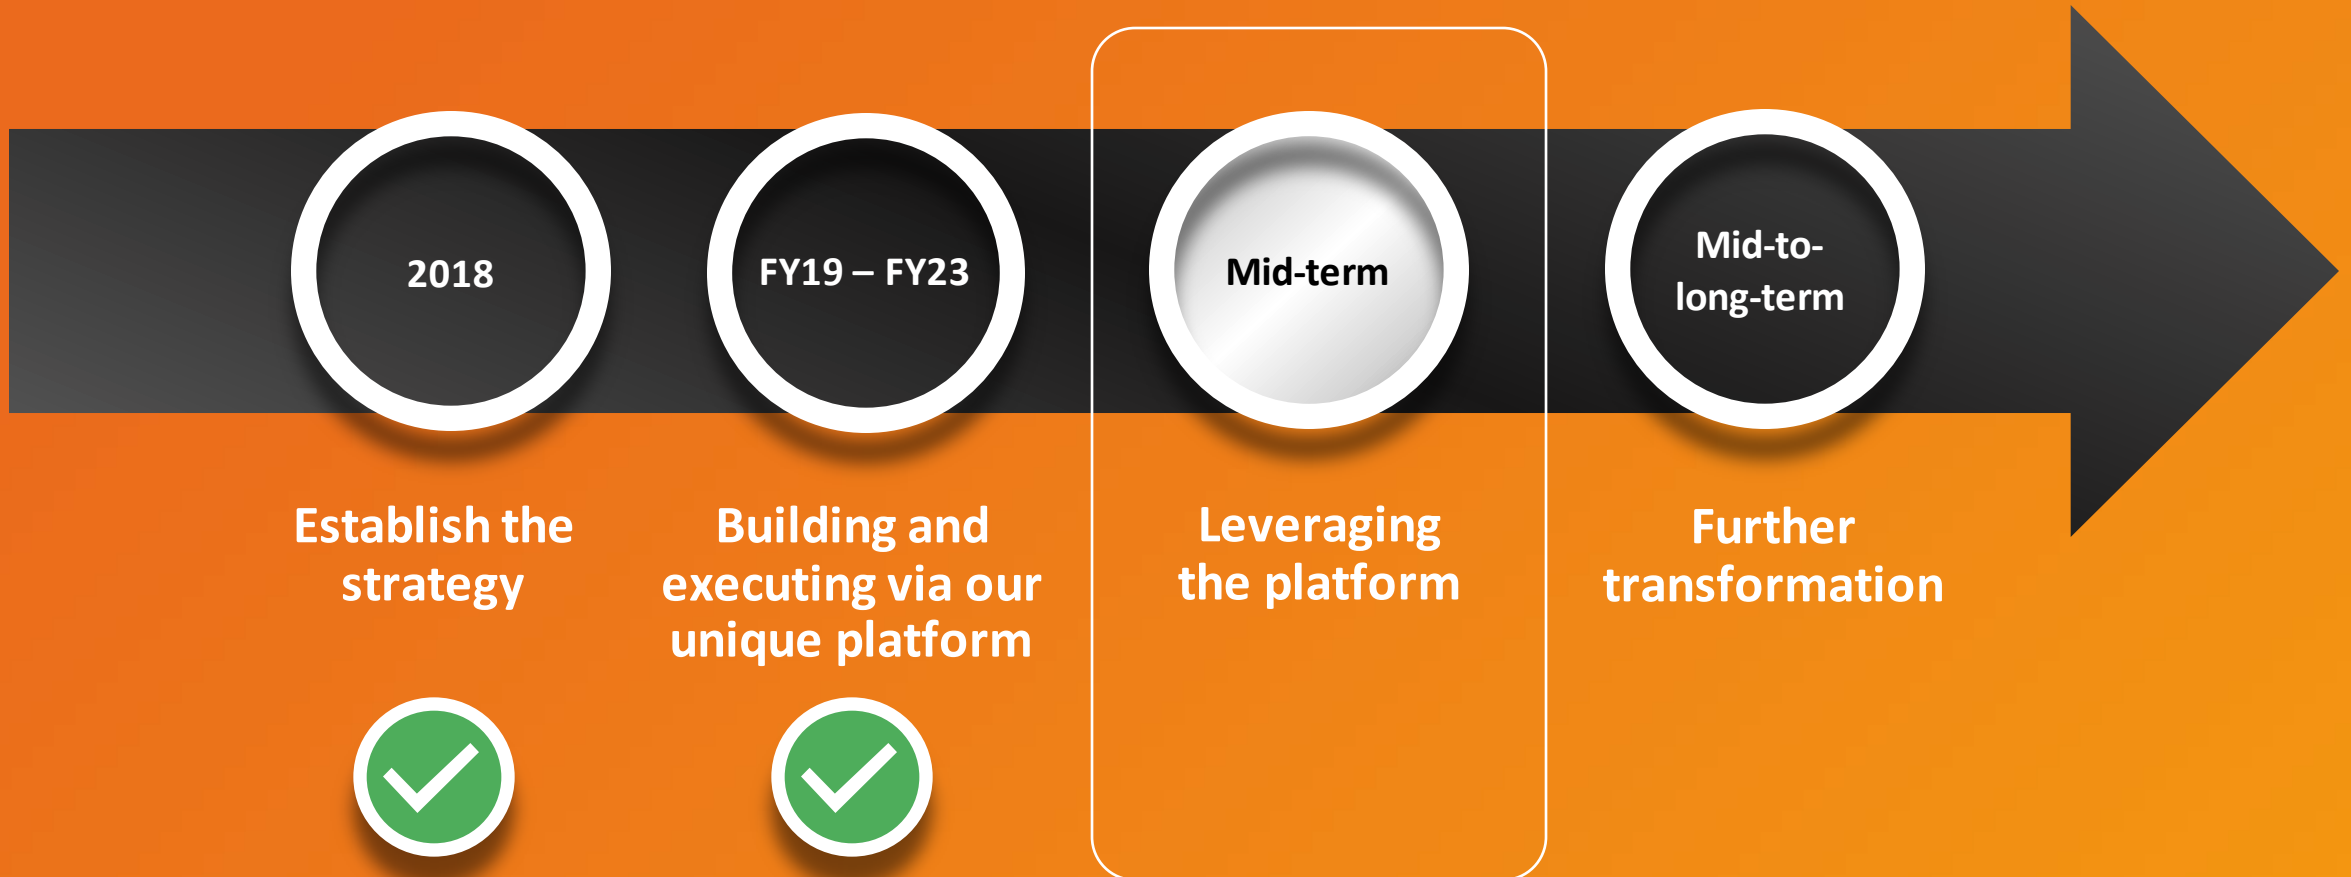 2018
FY19 – FY23
Mid-term
Mid-to-
long-term
Establish the
strategy
Building and
executing via our
unique platform
Leveraging
the platform
Further
transformation